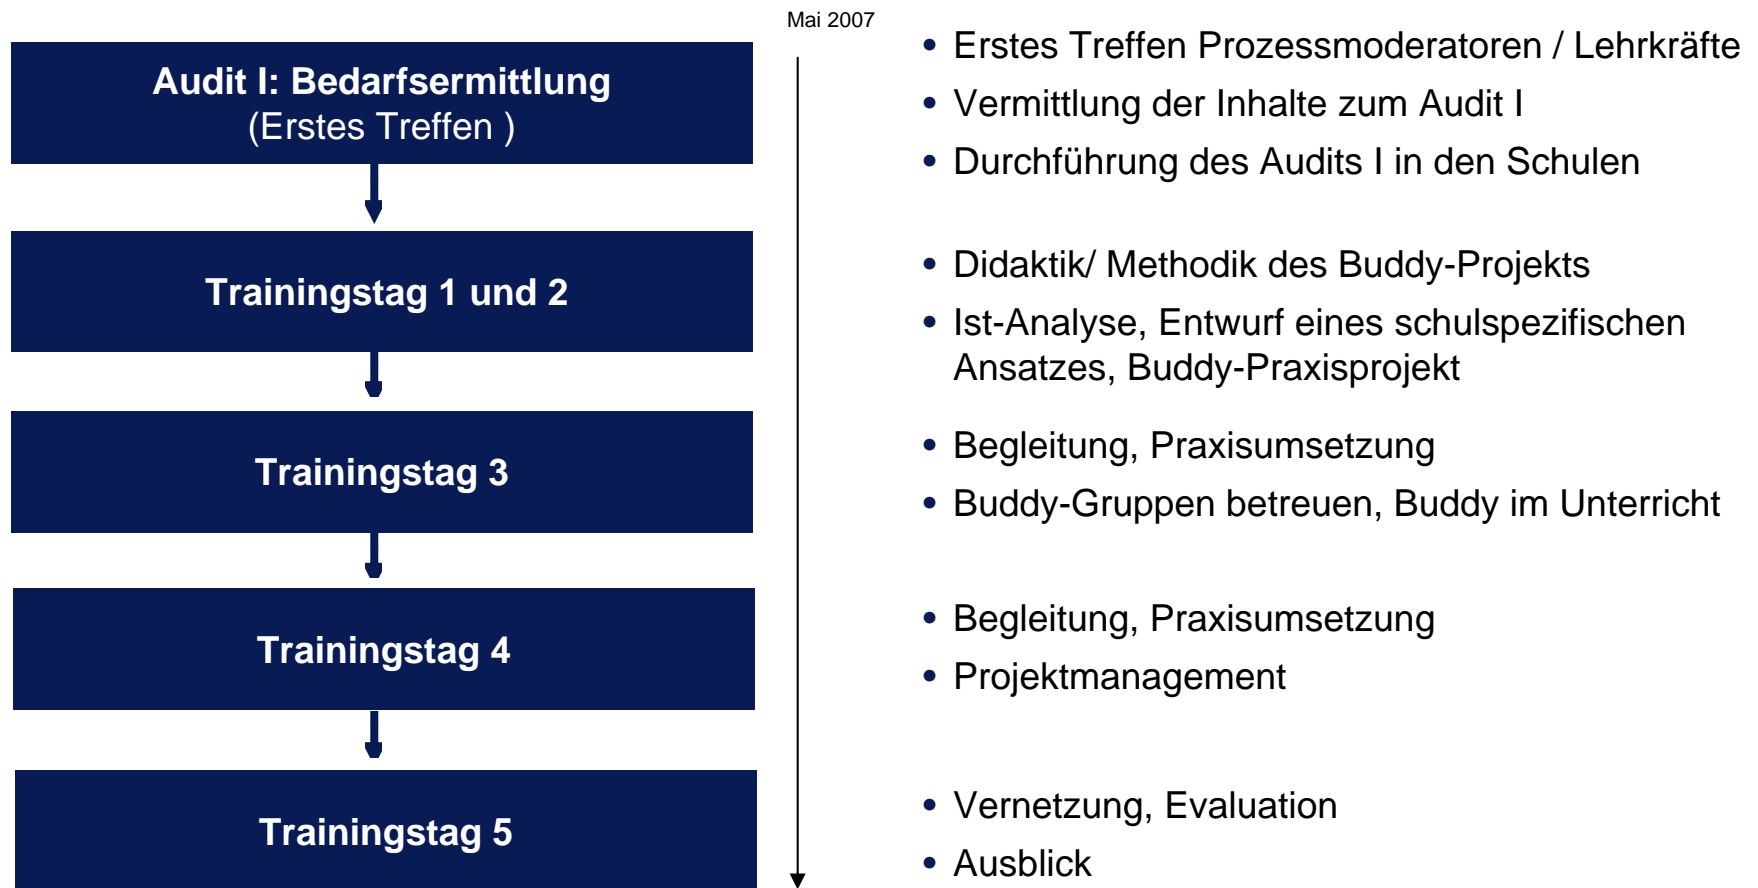 Mai 2007
Audit I: Bedarfsermittlung
(Erstes Treffen )
• Erstes Treffen Prozessmoderatoren / Lehrkräfte
• Vermittlung der Inhalte zum Audit I
• Durchführung des Audits I in den Schulen
Trainingstag 1 und 2
• Didaktik/ Methodik des Buddy-Projekts
• Ist-Analyse, Entwurf eines schulspezifischen
Ansatzes, Buddy-Praxisprojekt
Trainingstag 3
• Begleitung, Praxisumsetzung
• Buddy-Gruppen betreuen, Buddy im Unterricht
Trainingstag 4
• Begleitung, Praxisumsetzung
• Projektmanagement
Trainingstag 5
• Vernetzung, Evaluation
• Ausblick